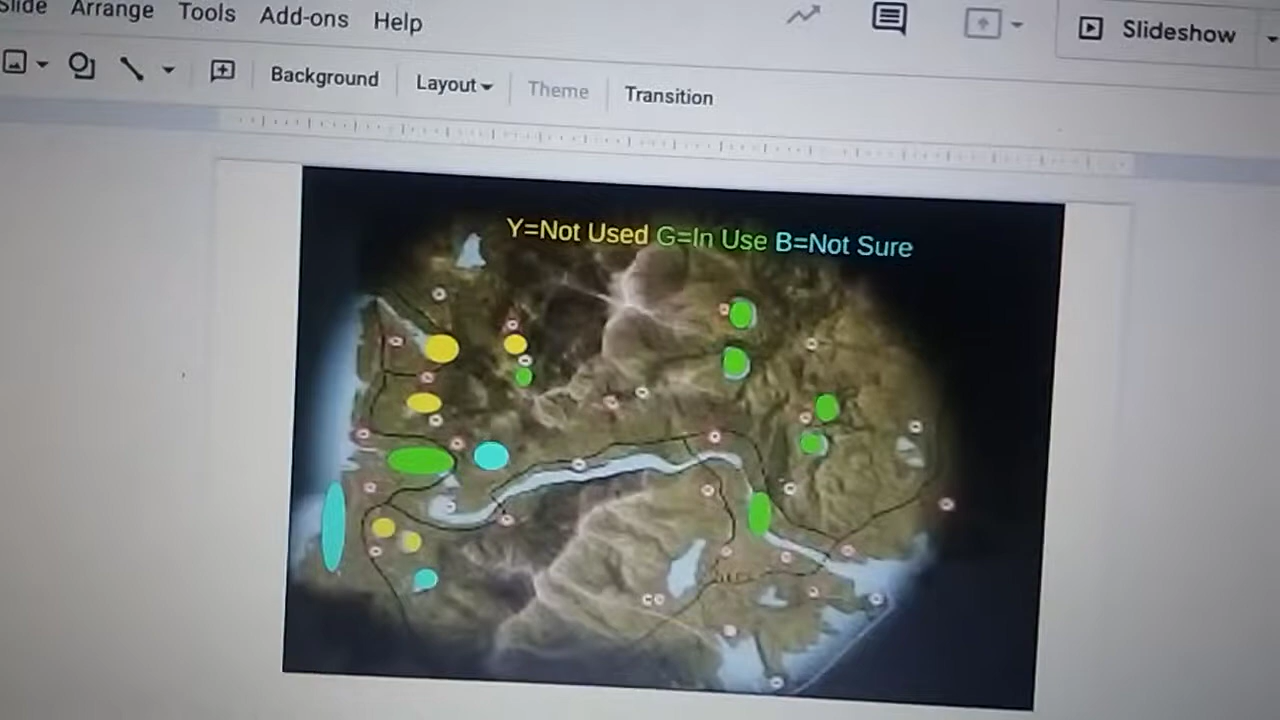 Slide Arrange Tools Add-ons Help
Slideshow
Background Layout Theme Transition
Y=Not Used G=In Use B=Not Sure